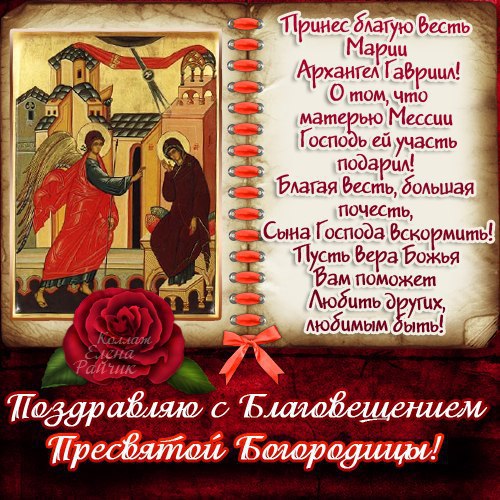 Принес благую весть
Марии
Архангел Гавриил!
О том, что
матерью Мессии
Господь ей участь
подарил!
Благая весть, большая
почесть,
Сына Господа вскормить!
Пусть вера Божья
Вам поможет
Любить других,
любимым быть!
Коллаж
Елена
Райчик
Поздравляю с Благовещением
Пресвятой Богородицы!